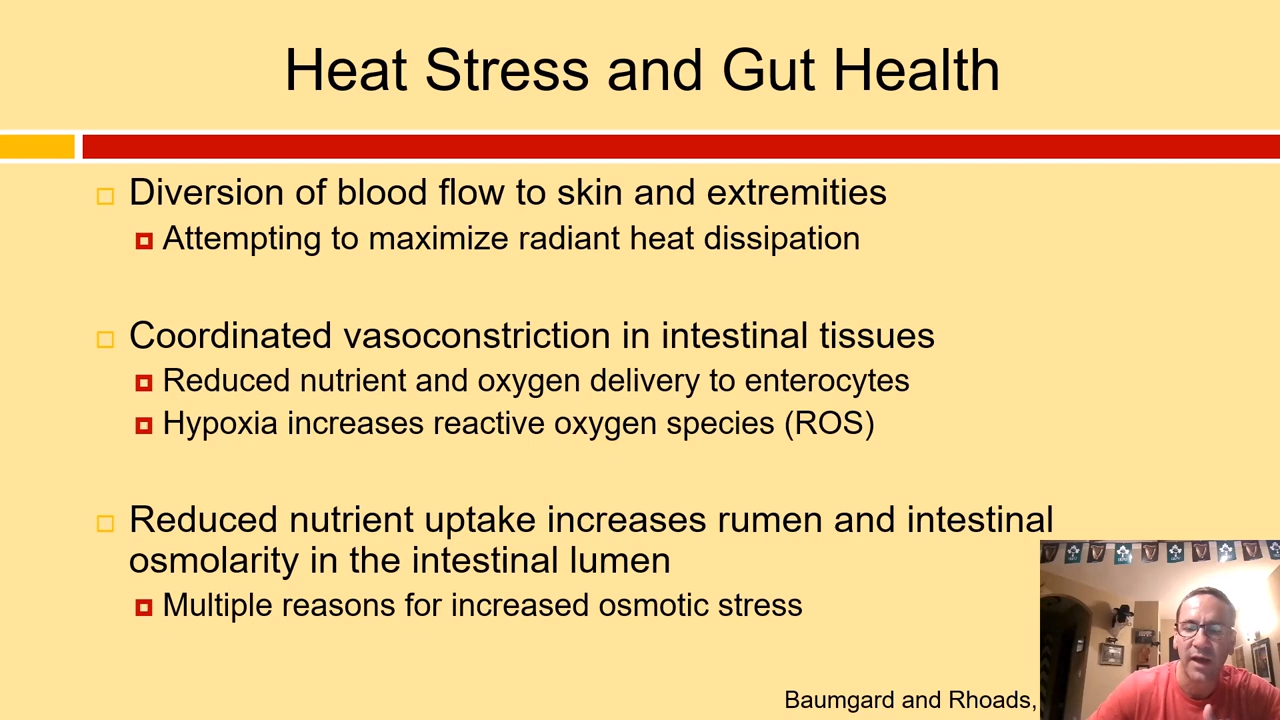 Heat Stress and Gut Health
Diversion of blood flow to skin and extremities
Attempting to maximize radiant heat dissipation
Coordinated vasoconstriction in intestinal tissues
Reduced nutrient and oxygen delivery to enterocytes
Hypoxia increases reactive oxygen species (ROS)
Reduced nutrient uptake increases rumen and intestinal
osmolarity in the intestinal lumen
Multiple reasons for increased osmotic stress
Baumgard and Rhoads,